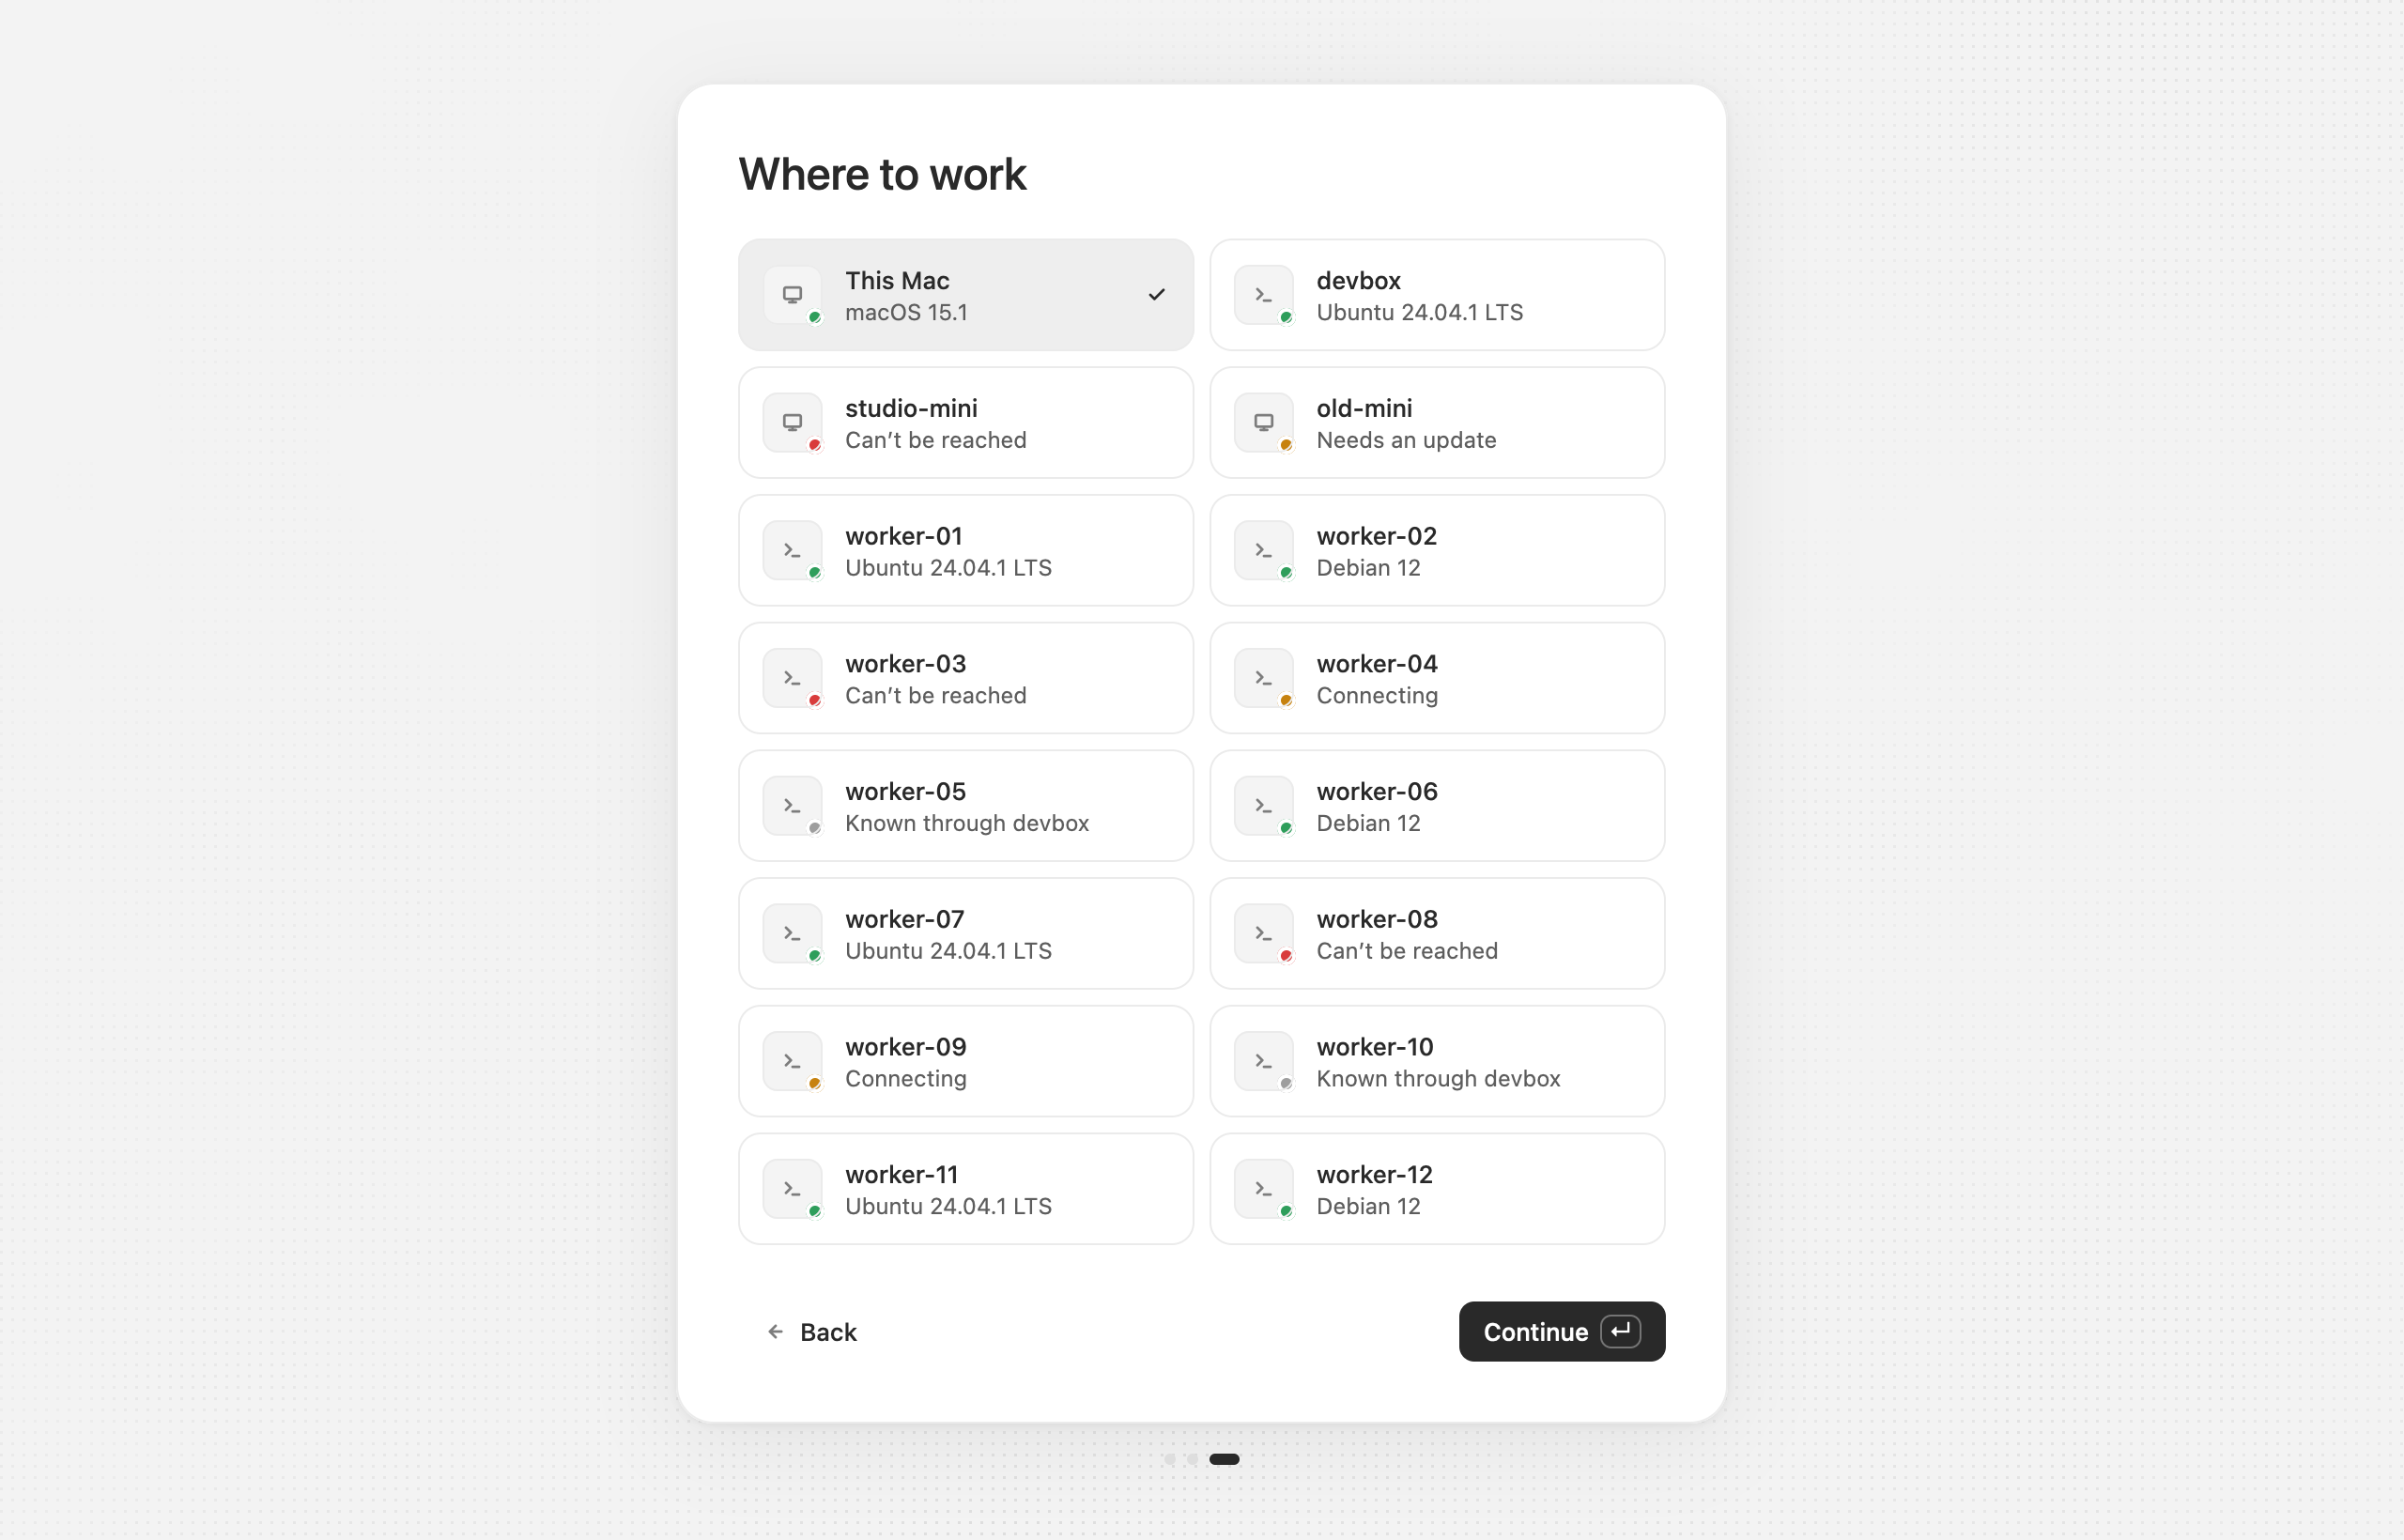 Where to work
This Mac
macOS 15.1
devbox
Ubuntu 24.04.1 LTS
studio-mini
Can’t be reached
old-mini
Needs an update
worker-01
Ubuntu 24.04.1 LTS
worker-02
Debian 12
worker-03
Can’t be reached
worker-04
Connecting
worker-05
Known through devbox
worker-06
Debian 12
worker-07
Ubuntu 24.04.1 LTS
worker-08
Can’t be reached
worker-09
Connecting
worker-10
Known through devbox
worker-11
Ubuntu 24.04.1 LTS
worker-12
Debian 12
Back
Continue